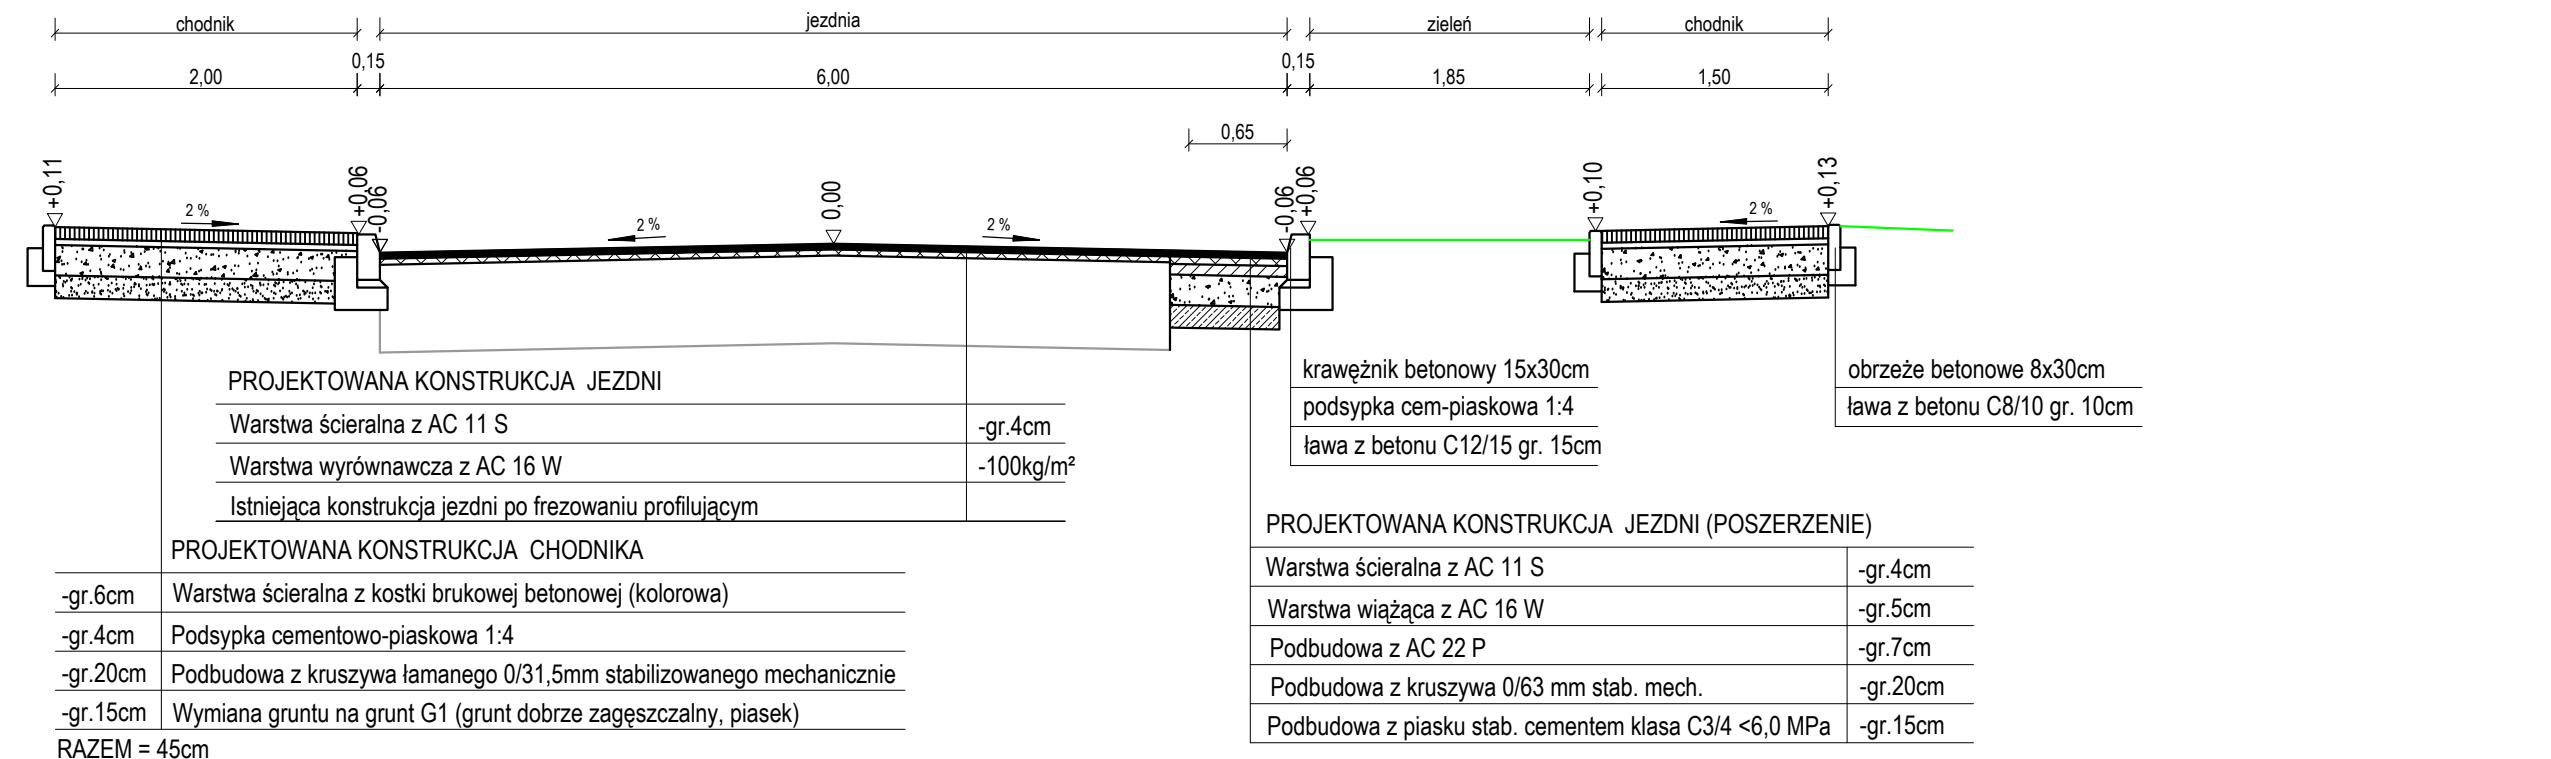 chodnik jezdnia zieleń chodnik
0,15 0,15
2,00 6,00 1,85 1,50
0,65
+0,11 +0,06 -0,06 0,00 -0,06 +0,06 +0,10 +0,13
2 % 2 % 2 % 2 %
krawężnik betonowy 15x30cm
podsypka cem-piaskowa 1:4
ława z betonu C12/15 gr. 15cm
obrzeże betonowe 8x30cm
ława z betonu C8/10 gr. 10cm
PROJEKTOWANA KONSTRUKCJA JEZDNI
Warstwa ścieralna z AC 11 S -gr.4cm
Warstwa wyrównawcza z AC 16 W -100kg/m²
Istniejąca konstrukcja jezdni po frezowaniu profilującym
PROJEKTOWANA KONSTRUKCJA CHODNIKA
-gr.6cm Warstwa ścieralna z kostki brukowej betonowej (kolorowa)
-gr.4cm Podsypka cementowo-piaskowa 1:4
-gr.20cm Podbudowa z kruszywa łamanego 0/31,5mm stabilizowanego mechanicznie
-gr.15cm Wymiana gruntu na grunt G1 (grunt dobrze zagęszczalny, piasek)
RAZEM = 45cm
PROJEKTOWANA KONSTRUKCJA JEZDNI (POSZERZENIE)
Warstwa ścieralna z AC 11 S -gr.4cm
Warstwa wiążąca z AC 16 W -gr.5cm
Podbudowa z AC 22 P -gr.7cm
Podbudowa z kruszywa 0/63 mm stab. mech. -gr.20cm
Podbudowa z piasku stab. cementem klasa C3/4 <6,0 MPa -gr.15cm